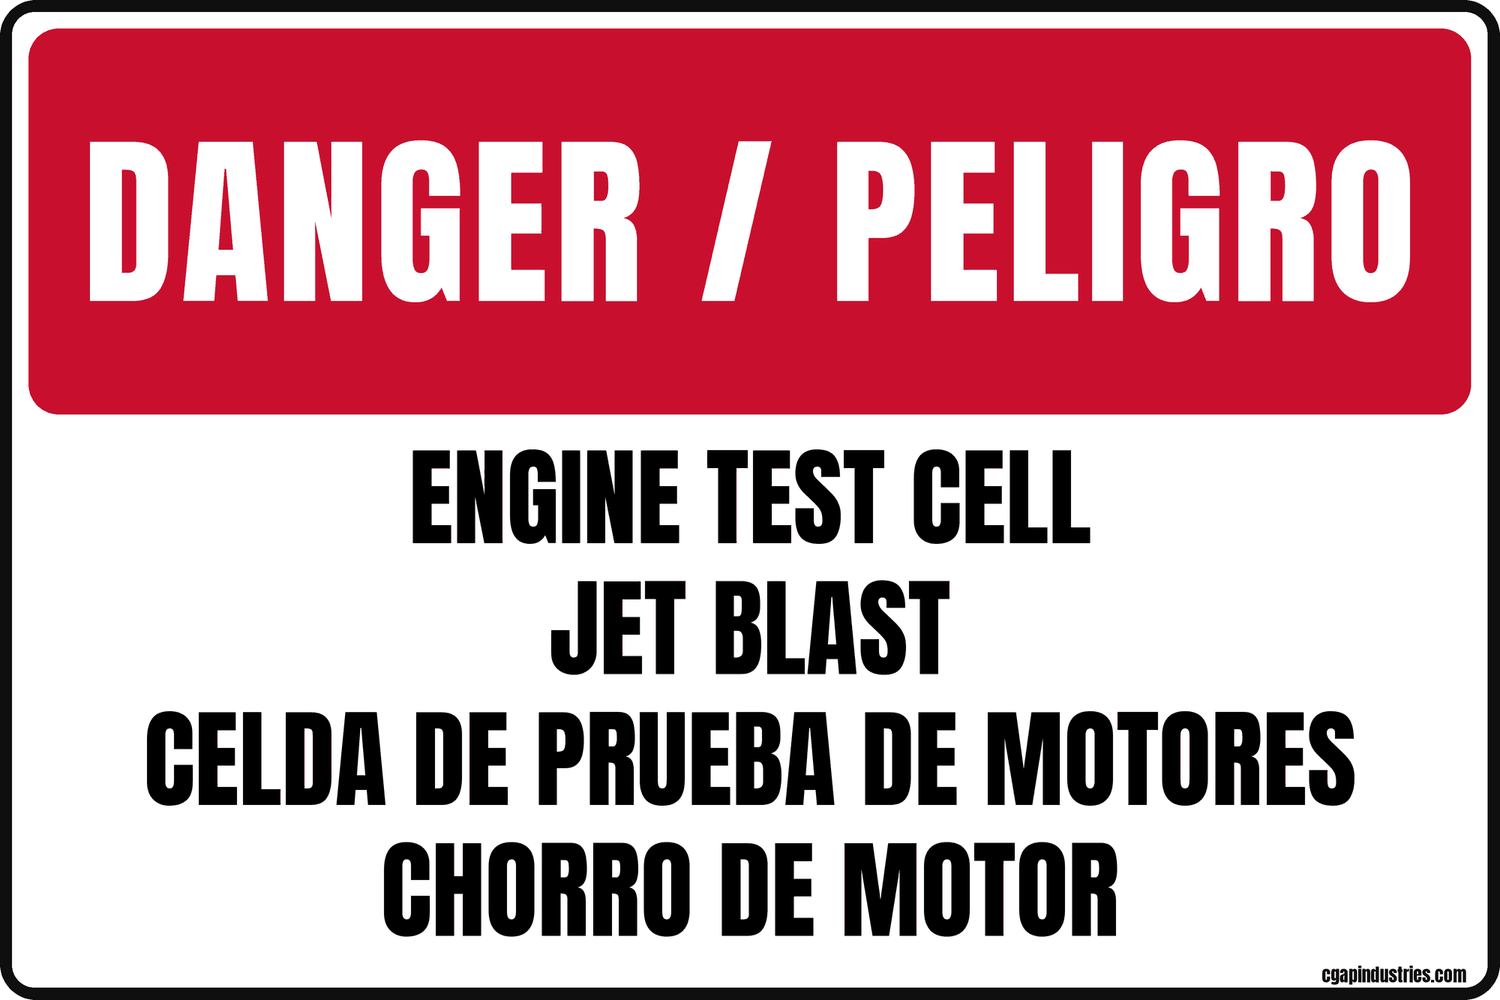 DANGER / PELIGRO
ENGINE TEST CELL
JET BLAST
CELDA DE PRUEBA DE MOTORES
CHORRO DE MOTOR
cgapindustries.com